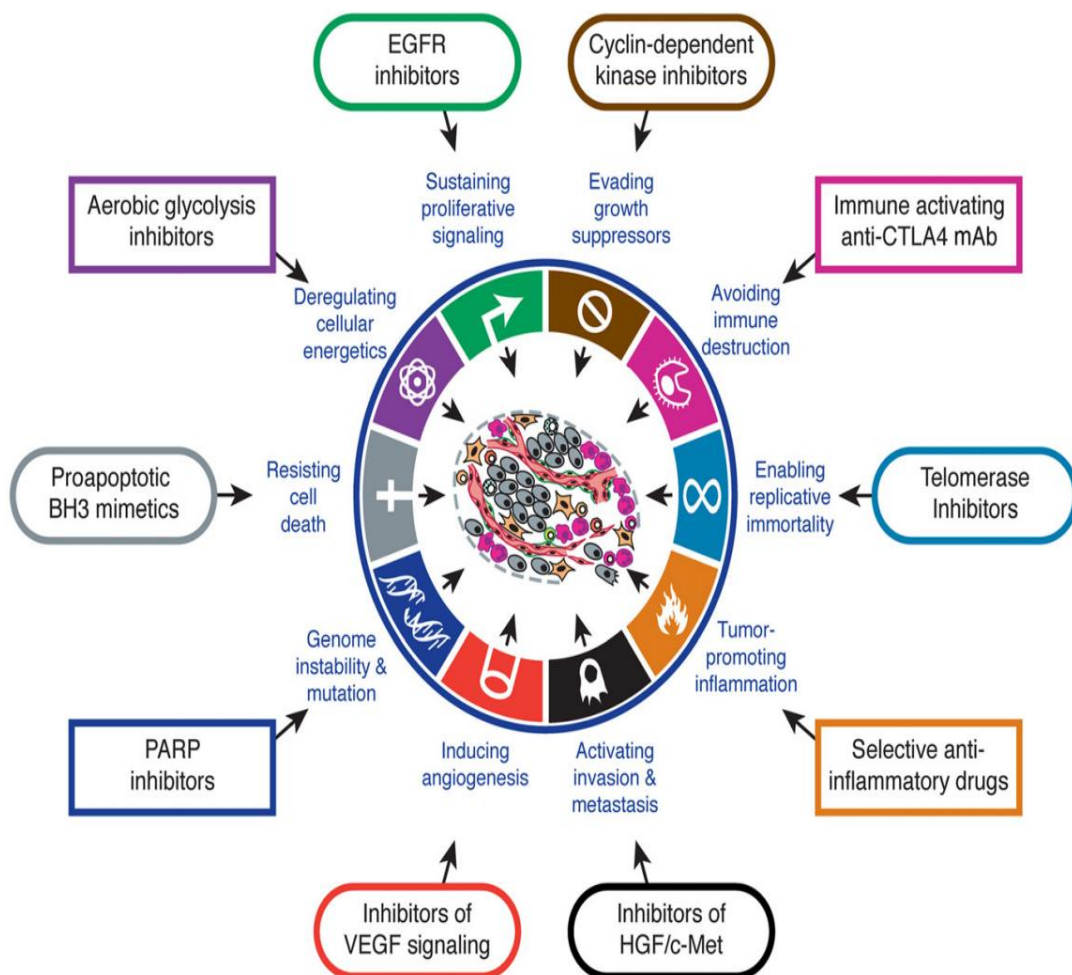 EGFR
inhibitors
Cyclin-dependent
kinase inhibitors
Sustaining
proliferative
signaling
Evading
growth
suppressors
Aerobic glycolysis
inhibitors
Immune activating
anti-CTLA4 mAb
Deregulating
cellular
energetics
Avoiding
immune
destruction
Proapoptotic
BH3 mimetics
Resisting
cell
death
Enabling
replicative
immortality
Telomerase
Inhibitors
Genome
instability &
mutation
Tumor-
promoting
inflammation
PARP
inhibitors
Inducing
angiogenesis
Activating
invasion &
metastasis
Selective anti-
inflammatory drugs
Inhibitors of
VEGF signaling
Inhibitors of
HGF/c-Met